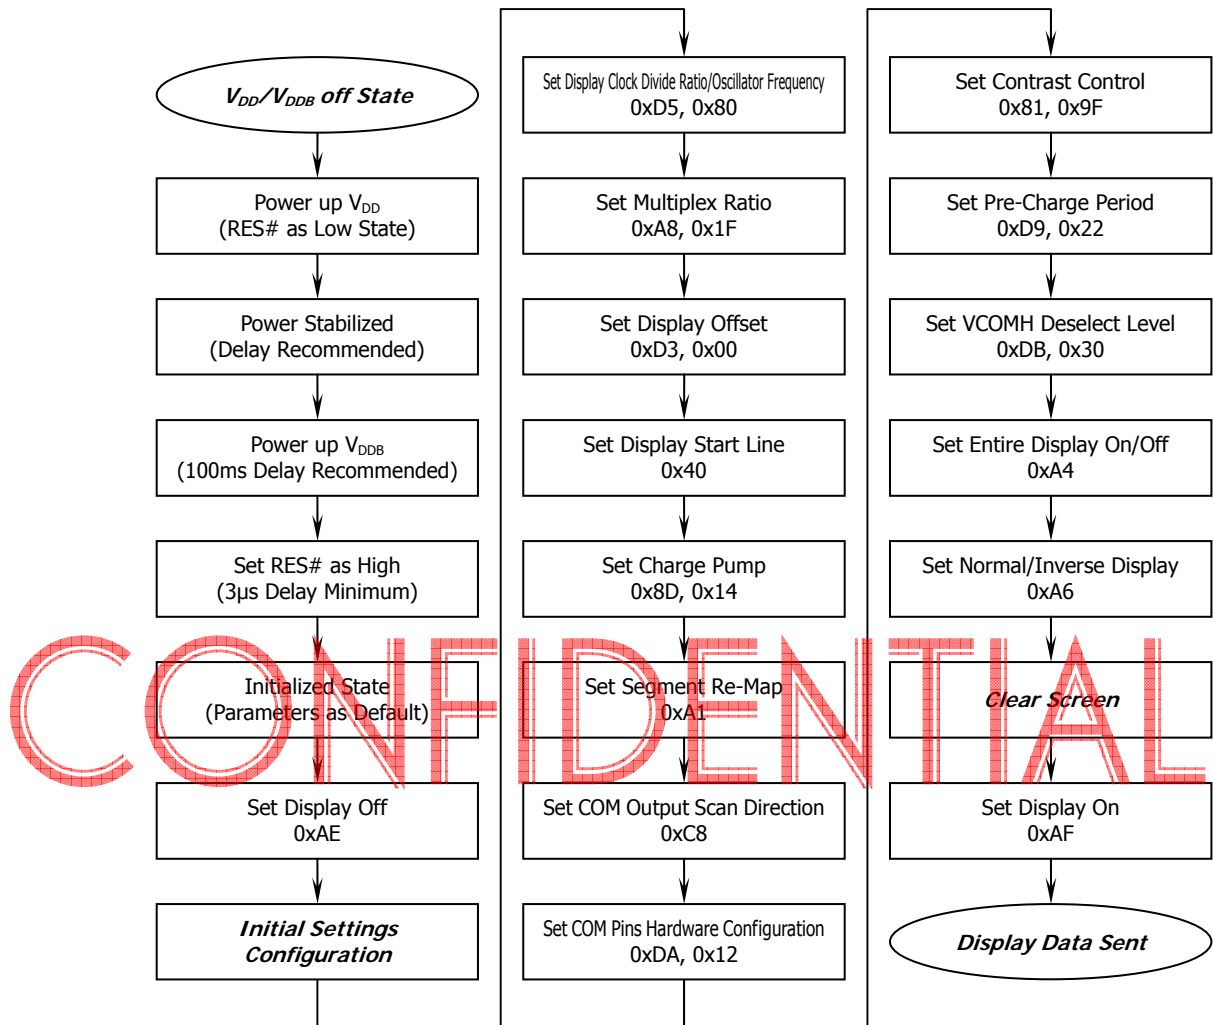 V_DD/V_DDB off State
Power up V_DD
(RES# as Low State)
Power Stabilized
(Delay Recommended)
Power up V_DDB
(100ms Delay Recommended)
Set RES# as High
(3μs Delay Minimum)
Initialized State
(Parameters as Default)
Set Display Off
0xAE
Initial Settings
Configuration
Set Display Clock Divide Ratio/Oscillator Frequency
0xD5, 0x80
Set Multiplex Ratio
0xA8, 0x1F
Set Display Offset
0xD3, 0x00
Set Display Start Line
0x40
Set Charge Pump
0x8D, 0x14
Set Segment Re-Map
0xA1
Set COM Output Scan Direction
0xC8
Set COM Pins Hardware Configuration
0xDA, 0x12
Set Contrast Control
0x81, 0x9F
Set Pre-Charge Period
0xD9, 0x22
Set VCOMH Deselect Level
0xDB, 0x30
Set Entire Display On/Off
0xA4
Set Normal/Inverse Display
0xA6
Clear Screen
Set Display On
0xAF
Display Data Sent
CONFIDENTIAL